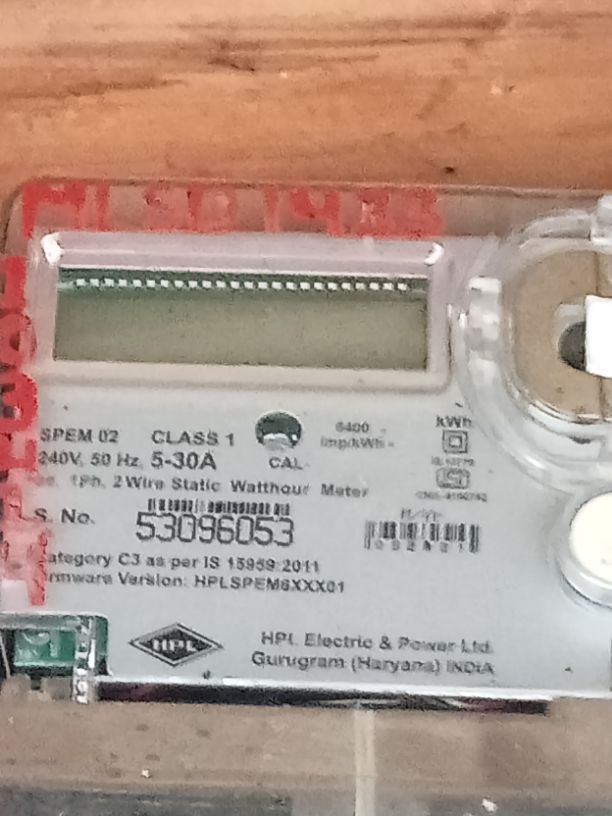 SPEM 02 CLASS 1
240V, 50 Hz, 5-30A
CAL
6400
imp/kWh
kWh
1Ph, 2 Wire Static Watthour Meter
S. No. 53096053
M/Yr
Category C3 as per IS 15959:2011
Firmware Version: HPLSPEM6XXX01
HPL
HPL Electric & Power Ltd.
Gurugram (Haryana) INDIA